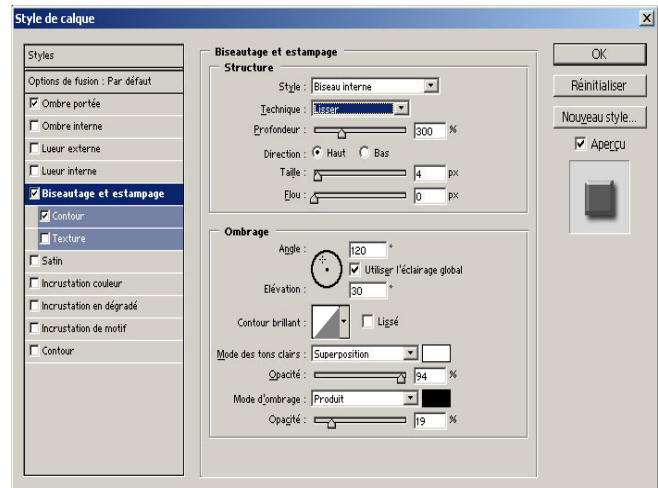 Style de calque
Styles
Options de fusion : Par défaut
Ombre portée
Ombre interne
Lueur externe
Lueur interne
Biseautage et estampage
Contour
Texture
Satin
Incrustation couleur
Incrustation en dégradé
Incrustation de motif
Contour
Biseautage et estampage
Structure
Style : Biseau interne
Technique : Lisser
Profondeur : 300 %
Direction : Haut Bas
Taille : 4 px
Flou : 0 px
Ombrage
Angle : 120 °
Utiliser l'éclairage global
Elévation : 30 °
Contour brillant : Lissé
Mode des tons clairs : Superposition
Opacité : 94 %
Mode d'ombrage : Produit
Opacité : 19 %
OK
Réinitialiser
Nouveau style...
Aperçu